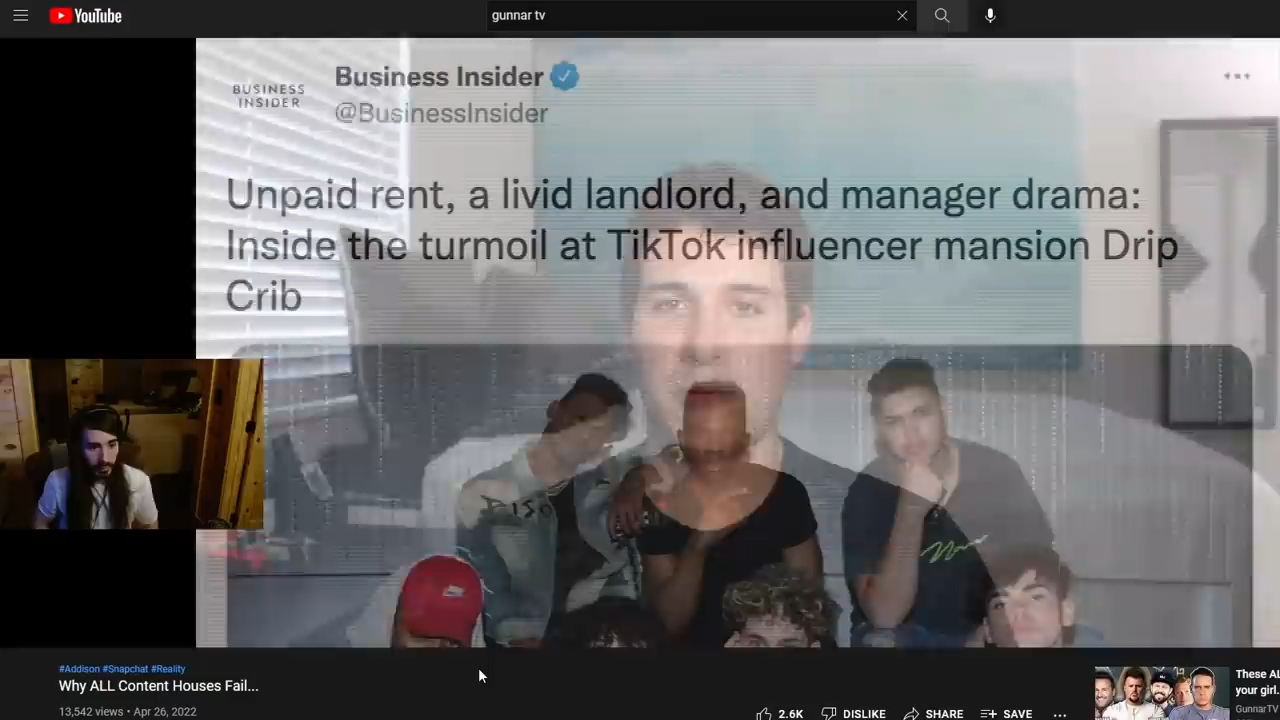 YouTube
gunnar tv
BUSINESS
INSIDER
Business Insider
@BusinessInsider
Unpaid rent, a livid landlord, and manager drama:
Inside the turmoil at TikTok influencer mansion Drip
Crib
#Addison #Snapchat #Reality
Why ALL Content Houses Fail...
13,542 views • Apr 26, 2022
2.6K
DISLIKE
SHARE
SAVE
These AL
your girl.
GunnarTV